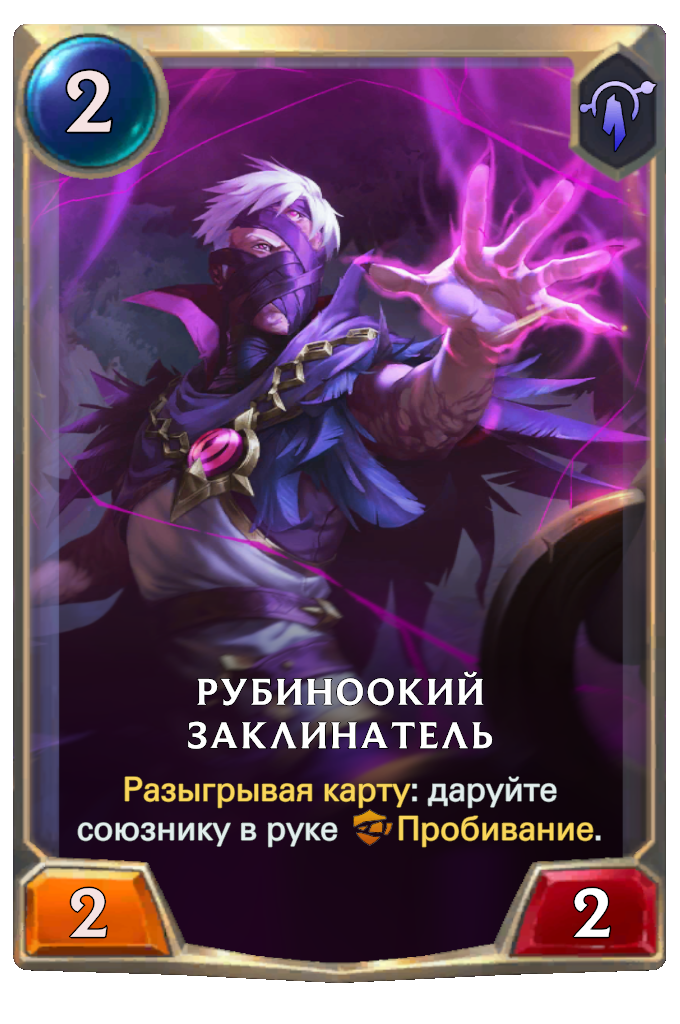 2
РУБИНООКИЙ
ЗАКЛИНАТЕЛЬ
Разыгрывая карту: даруйте
союзнику в руке Пробивание.
2
2